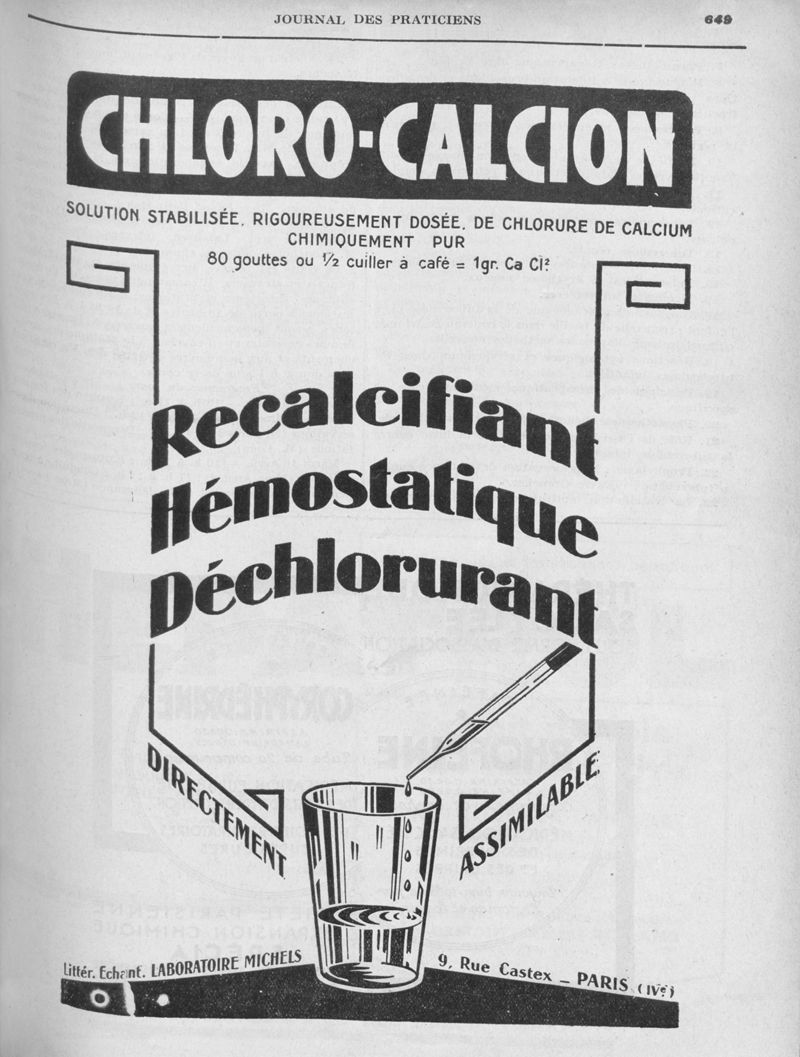 JOURNAL DES PRATICIENS
649
CHLORO-CALCION
SOLUTION STABILISÉE, RIGOUREUSEMENT DOSÉE, DE CHLORURE DE CALCIUM
CHIMIQUEMENT PUR
80 gouttes ou 1/2 cuiller à café = 1gr. Ca Cl².
Recalcifiant
Hémostatique
Déchlorurant
DIRECTEMENT
ASSIMILABLE
Littér. Echant. LABORATOIRE MICHELS
9, Rue Castex _ PARIS (IVe)